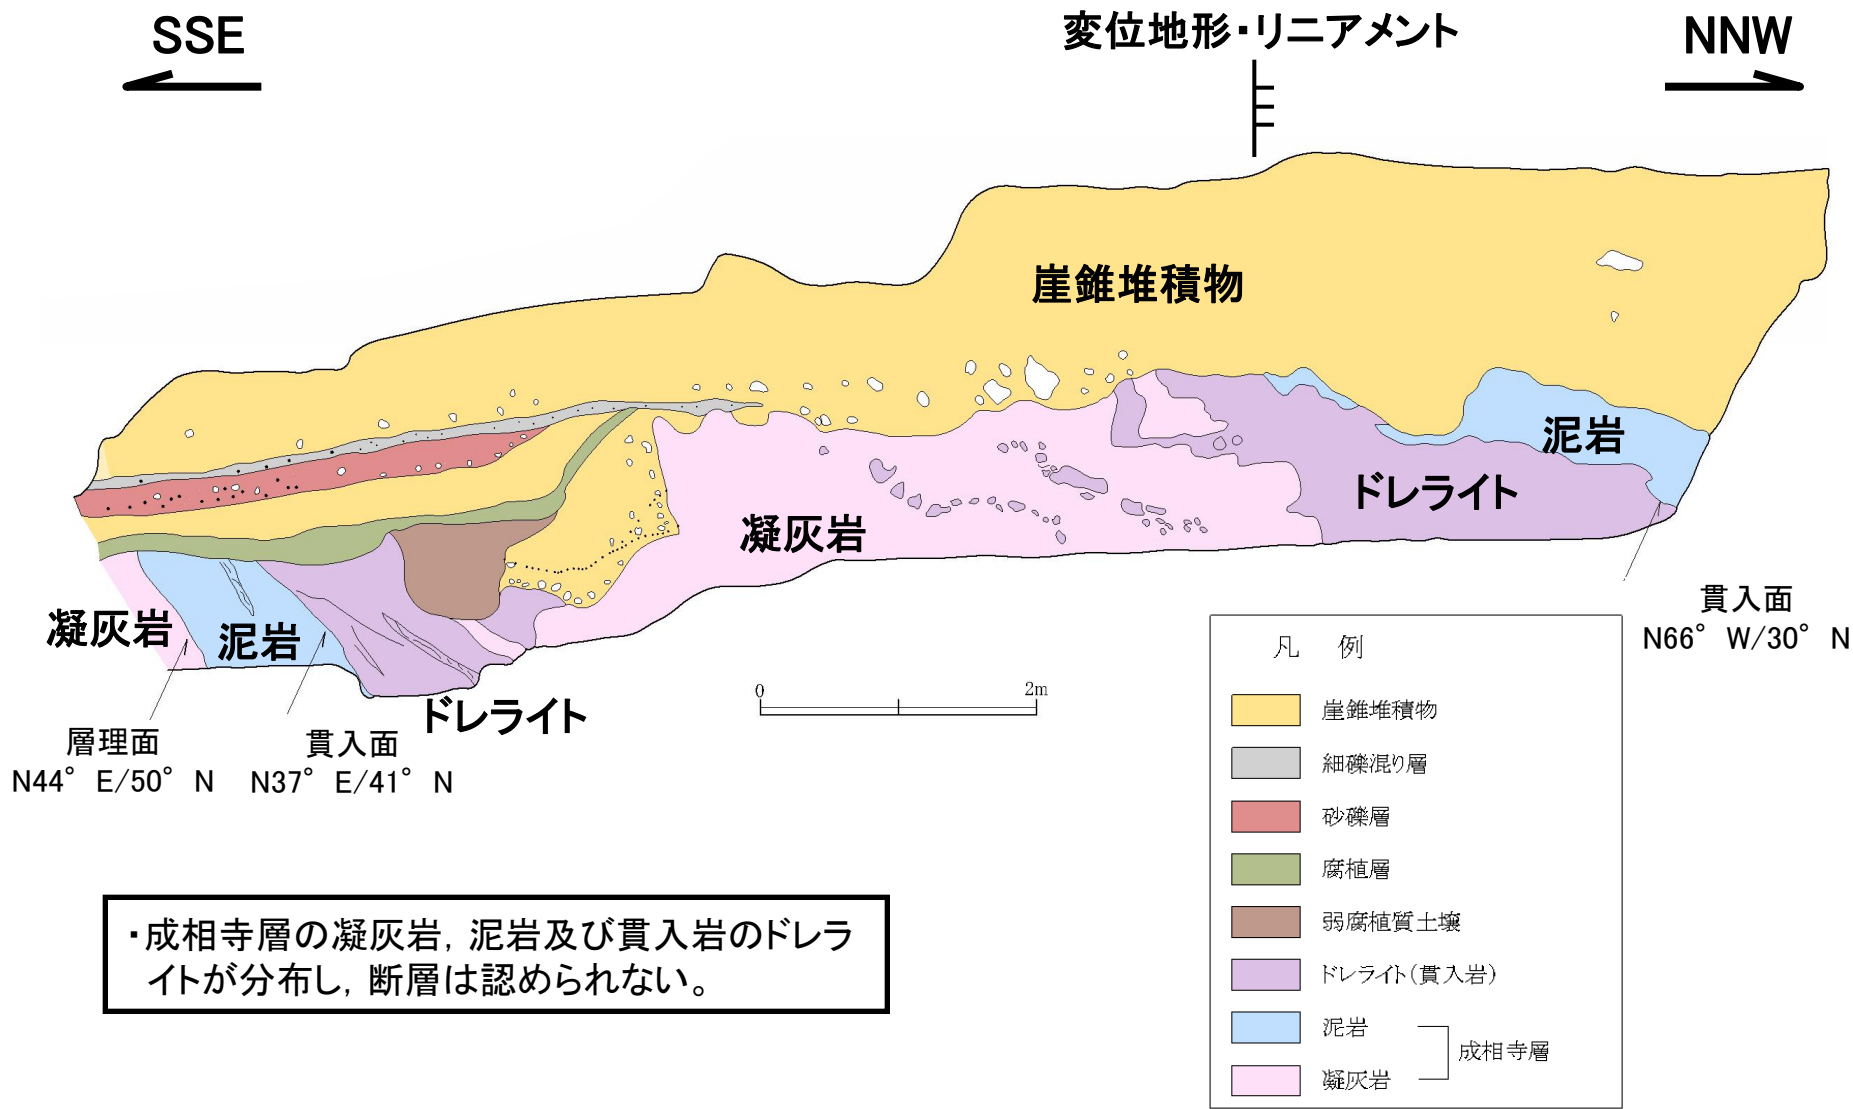 SSE
変位地形・リニアメント
NNW
崖錐堆積物
泥岩
ドレライト
凝灰岩
凝灰岩
泥岩
ドレライト
貫入面
N66° W/30° N
層理面
N44° E/50° N
貫入面
N37° E/41° N
0 2m
凡 例
崖錐堆積物
細礫混り層
砂礫層
腐植層
弱腐植質土壌
ドレライト(貫入岩)
泥岩
成相寺層
凝灰岩
・成相寺層の凝灰岩, 泥岩及び貫入岩のドレラ
イトが分布し, 断層は認められない。